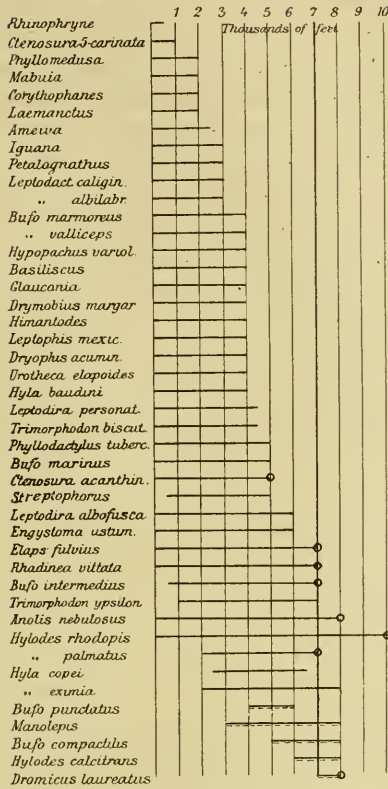 1 2 3 4 5 6 7 8 9 10
Thousands of feet
Rhinophryne
Ctenosura 5-carinata
Phyllomedusa
Mabuia
Corythophanes
Laemanctus
Ameiva
Iguana
Petalognathus
Leptodact. caligin.
„ albilabr.
Bufo marmoreus
„ valliceps
Hypopachus variol.
Basiliscus
Glauconia
Drymobius margar
Himantodes
Leptophis mexic.
Dryophis acumin.
Urotheca elapoides
Hyla baudini
Leptodira personat.
Trimorphodon biscut.
Phyllodactylus tuberc.
Bufo marinus
Ctenosura acanthin.
Streptophorus
Leptodira albofusca
Engystoma ustum.
Elaps fulvius
Rhadinea vittata
Bufo intermedius
Trimorphodon ypsilon
Anolis nebulosus
Hylodes rhodopis
„ palmatus
Hyla copei
„ eximia
Bufo punctatus
Manolepis
Bufo compactilis
Hylodes calcitrans
Dromicus laureatus